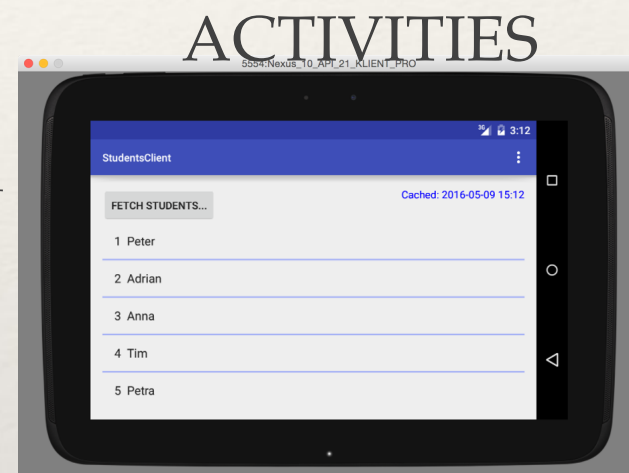 ACTIVITIES
5554:Nexus_10_API_21_KLIENT_PRO
3G 3:12
StudentsClient
FETCH STUDENTS...
Cached: 2016-05-09 15:12
1 Peter
2 Adrian
3 Anna
4 Tim
5 Petra